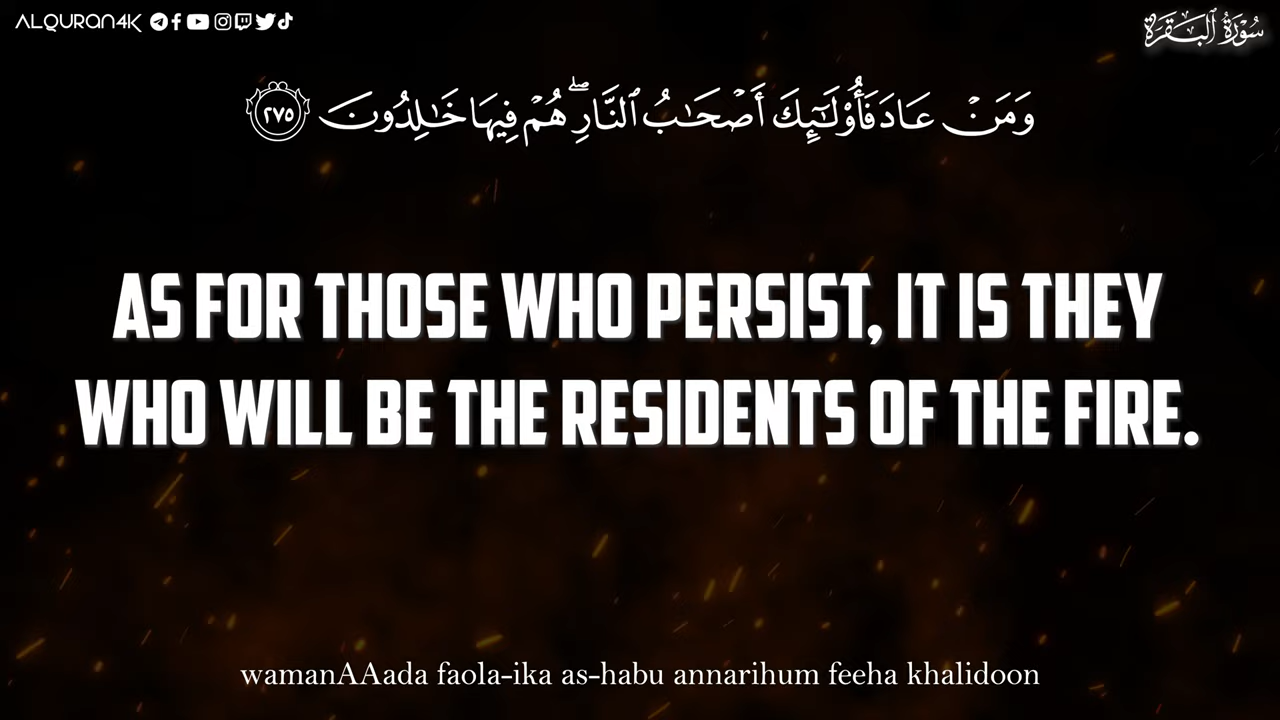 ALQURAN4K
سُورَةُ ٱلْبَقَرَةِ
وَمَنْ عَادَ فَأُو۟لَـٰٓئِكَ أَصْحَـٰبُ ٱلنَّارِ ۖ هُمْ فِيهَا خَـٰلِدُونَ ٢٧٥
AS FOR THOSE WHO PERSIST, IT IS THEY
WHO WILL BE THE RESIDENTS OF THE FIRE.
wamanAAada faola-ika as-habu annarihum feeha khalidoon